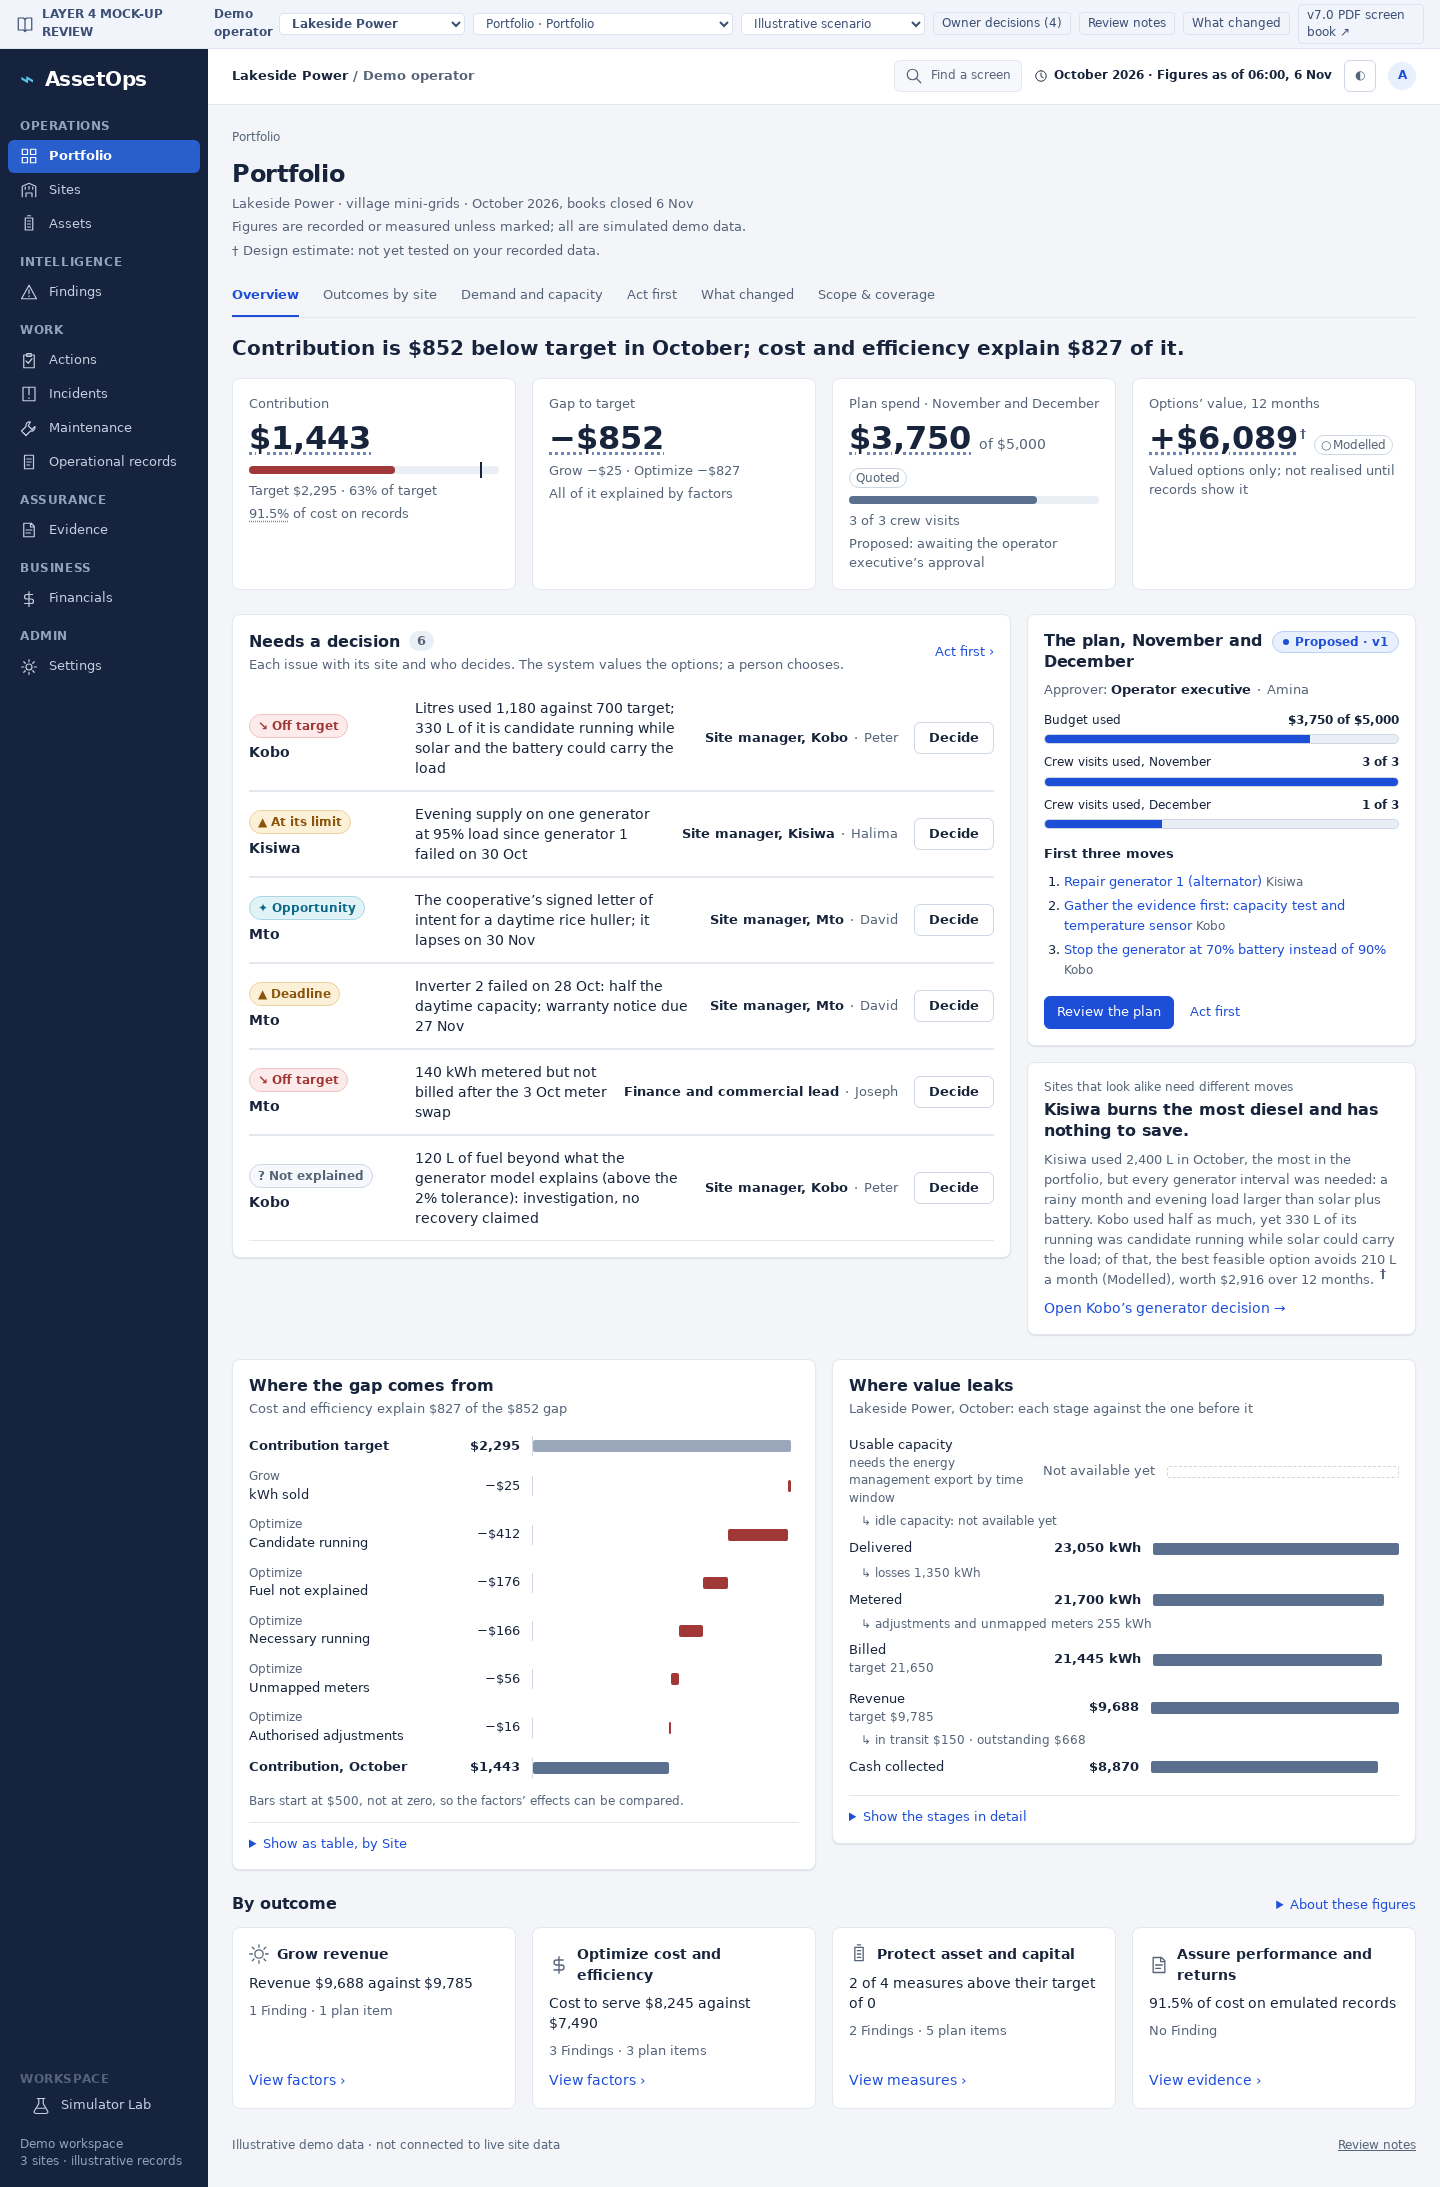 LAYER 4 MOCK-UP REVIEW
Demo operator
Lakeside Power
Portfolio · Portfolio
Illustrative scenario
Owner decisions (4)
Review notes
What changed
v7.0 PDF screen book ↗
AssetOps
OPERATIONS
Portfolio
Sites
Assets
INTELLIGENCE
Findings
WORK
Actions
Incidents
Maintenance
Operational records
ASSURANCE
Evidence
BUSINESS
Financials
ADMIN
Settings
WORKSPACE
Simulator Lab
Demo workspace
3 sites · illustrative records
Lakeside Power / Demo operator
Find a screen
October 2026 · Figures as of 06:00, 6 Nov
A
Portfolio
Portfolio
Lakeside Power · village mini-grids · October 2026, books closed 6 Nov
Figures are recorded or measured unless marked; all are simulated demo data.
† Design estimate: not yet tested on your recorded data.
Overview
Outcomes by site
Demand and capacity
Act first
What changed
Scope & coverage
Contribution is $852 below target in October; cost and efficiency explain $827 of it.
Contribution
$1,443
Target $2,295 · 63% of target
91.5% of cost on records
Gap to target
−$852
Grow −$25 · Optimize −$827
All of it explained by factors
Plan spend · November and December
$3,750 of $5,000
Quoted
3 of 3 crew visits
Proposed: awaiting the operator
executive’s approval
Options’ value, 12 months
+$6,089† Modelled
Valued options only; not realised until
records show it
Needs a decision 6
Each issue with its site and who decides. The system values the options; a person chooses.
Act first ›
↘ Off target
Kobo
Litres used 1,180 against 700 target;
330 L of it is candidate running while
solar and the battery could carry the
load
Site manager, Kobo · Peter
Decide
▲ At its limit
Kisiwa
Evening supply on one generator
at 95% load since generator 1
failed on 30 Oct
Site manager, Kisiwa · Halima
Decide
✦ Opportunity
Mto
The cooperative’s signed letter of
intent for a daytime rice huller; it
lapses on 30 Nov
Site manager, Mto · David
Decide
▲ Deadline
Mto
Inverter 2 failed on 28 Oct: half the
daytime capacity; warranty notice due
27 Nov
Site manager, Mto · David
Decide
↘ Off target
Mto
140 kWh metered but not
billed after the 3 Oct meter
swap
Finance and commercial lead · Joseph
Decide
? Not explained
Kobo
120 L of fuel beyond what the
generator model explains (above the
2% tolerance): investigation, no
recovery claimed
Site manager, Kobo · Peter
Decide
The plan, November and
December
Proposed · v1
Approver: Operator executive · Amina
Budget used $3,750 of $5,000
Crew visits used, November 3 of 3
Crew visits used, December 1 of 3
First three moves
1. Repair generator 1 (alternator) Kisiwa
2. Gather the evidence first: capacity test and
temperature sensor Kobo
3. Stop the generator at 70% battery instead of 90%
Kobo
Review the plan
Act first
Sites that look alike need different moves
Kisiwa burns the most diesel and has
nothing to save.
Kisiwa used 2,400 L in October, the most in the
portfolio, but every generator interval was needed: a
rainy month and evening load larger than solar plus
battery. Kobo used half as much, yet 330 L of its
running was candidate running while solar could carry
the load; of that, the best feasible option avoids 210 L
a month (Modelled), worth $2,916 over 12 months. †
Open Kobo’s generator decision →
Where the gap comes from
Cost and efficiency explain $827 of the $852 gap
Contribution target $2,295
Grow
kWh sold −$25
Optimize
Candidate running −$412
Optimize
Fuel not explained −$176
Optimize
Necessary running −$166
Optimize
Unmapped meters −$56
Optimize
Authorised adjustments −$16
Contribution, October $1,443
Bars start at $500, not at zero, so the factors’ effects can be compared.
▶ Show as table, by Site
Where value leaks
Lakeside Power, October: each stage against the one before it
Usable capacity
needs the energy
management export by time
window
Not available yet
↳ idle capacity: not available yet
Delivered 23,050 kWh
↳ losses 1,350 kWh
Metered 21,700 kWh
↳ adjustments and unmapped meters 255 kWh
Billed
target 21,650
21,445 kWh
Revenue
target $9,785
$9,688
↳ in transit $150 · outstanding $668
Cash collected $8,870
▶ Show the stages in detail
By outcome
▶ About these figures
Grow revenue
Revenue $9,688 against $9,785
1 Finding · 1 plan item
View factors ›
Optimize cost and
efficiency
Cost to serve $8,245 against
$7,490
3 Findings · 3 plan items
View factors ›
Protect asset and capital
2 of 4 measures above their target
of 0
2 Findings · 5 plan items
View measures ›
Assure performance and
returns
91.5% of cost on emulated records
No Finding
View evidence ›
Illustrative demo data · not connected to live site data
Review notes